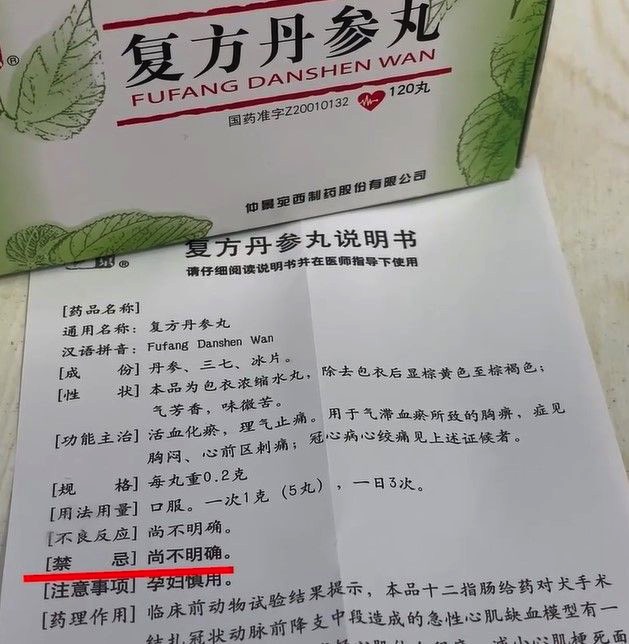 ®
复方丹参丸
FUFANG DANSHEN WAN
国药准字Z20010132
120丸
仲景宛西制药股份有限公司
®
复方丹参丸说明书
请仔细阅读说明书并在医师指导下使用
[药品名称]
通用名称：复方丹参丸
汉语拼音：Fufang Danshen Wan
[成 份] 丹参、三七、冰片。
[性 状] 本品为包衣浓缩水丸，除去包衣后显棕黄色至棕褐色；
气芳香，味微苦。
[功能主治] 活血化瘀，理气止痛。用于气滞血瘀所致的胸痹，症见
胸闷、心前区刺痛；冠心病心绞痛见上述证候者。
[规 格] 每丸重0.2克
[用法用量] 口服。一次1克（5丸），一日3次。
[不良反应] 尚不明确。
[禁 忌] 尚不明确。
[注意事项] 孕妇慎用。
[药理作用] 临床前动物试验结果提示，本品十二指肠给药对犬手术
结扎冠状动脉前降支中段造成的急性心肌缺血模型有一
减小心肌梗死面